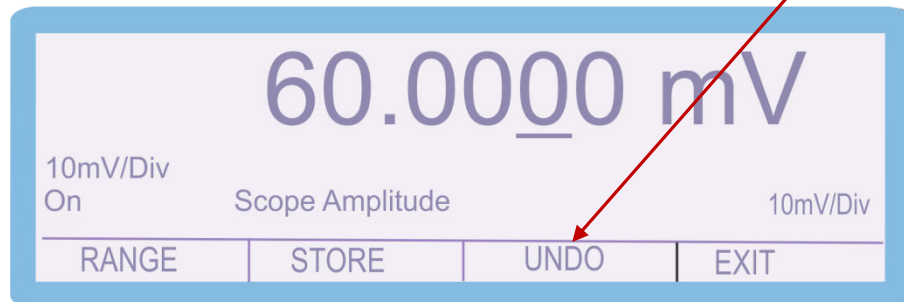 60.0000 mV
10mV/Div
On Scope Amplitude 10mV/Div
RANGE STORE UNDO EXIT